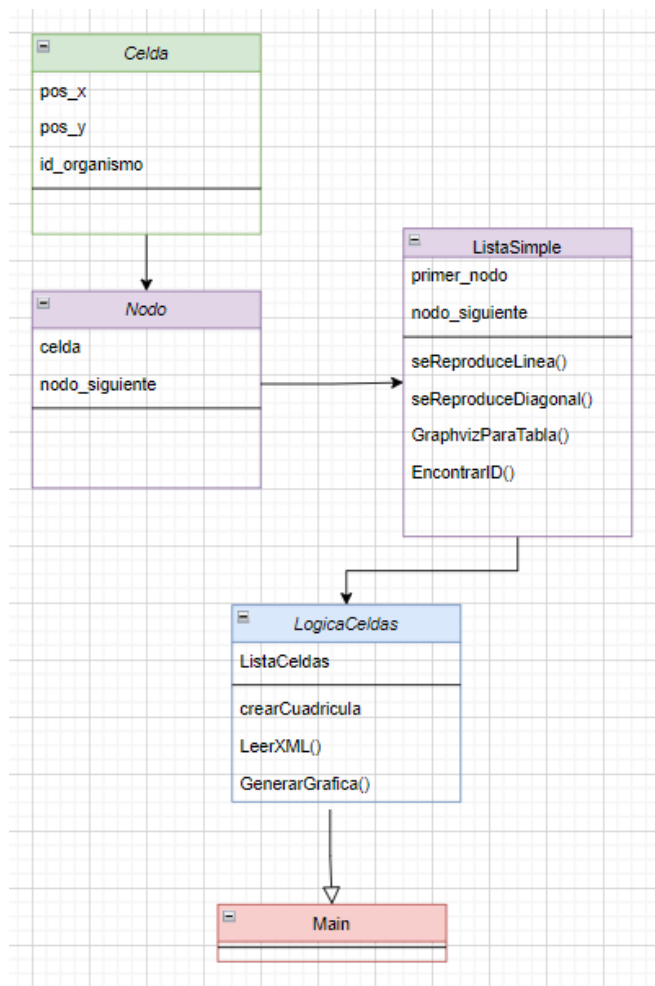 Celda
pos_x
pos_y
id_organismo
Nodo
celda
nodo_siguiente
ListaSimple
primer_nodo
nodo_siguiente
seReproduceLinea()
seReproduceDiagonal()
GraphvizParaTabla()
EncontrarID()
LogicaCeldas
ListaCeldas
crearCuadricula
LeerXML()
GenerarGrafica()
Main